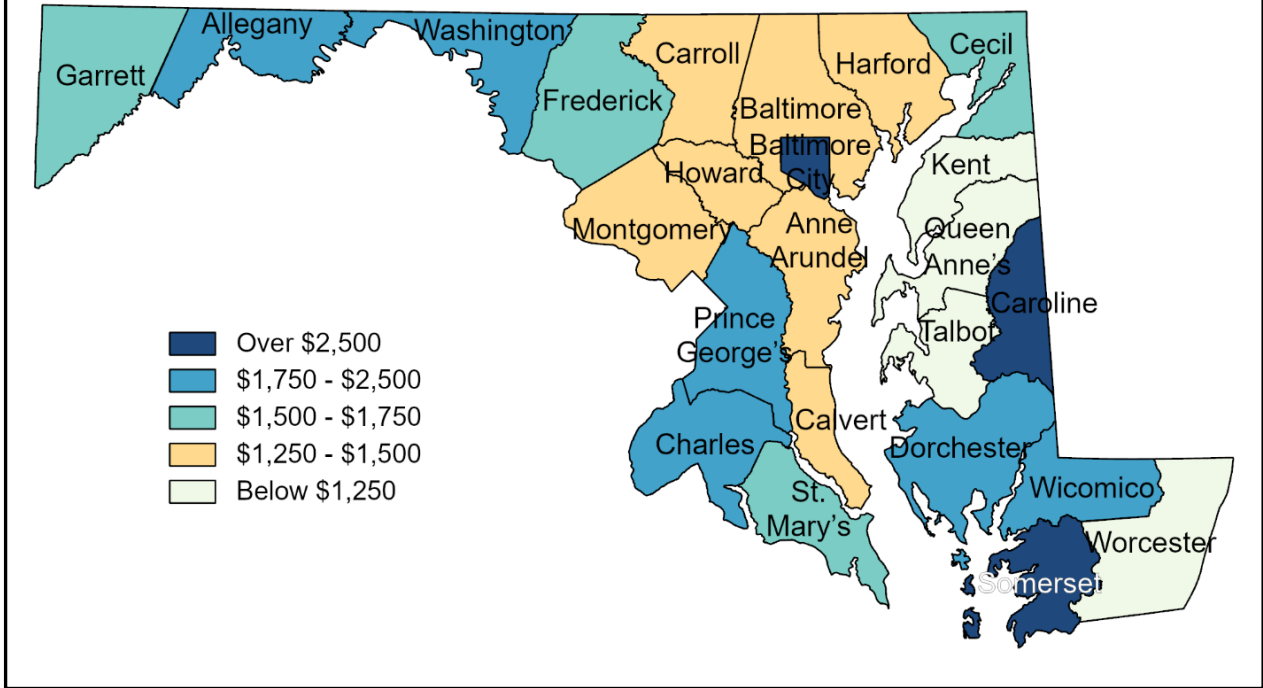 Allegany
Washington
Garrett
Frederick
Carroll
Harford
Cecil
Baltimore
Baltimore
City
Howard
Montgomery
Anne
Arundel
Kent
Queen
Anne's
Caroline
Talbot
Prince
George's
Calvert
Charles
St.
Mary's
Dorchester
Wicomico
Worcester
Somerset
Over $2,500
$1,750 - $2,500
$1,500 - $1,750
$1,250 - $1,500
Below $1,250